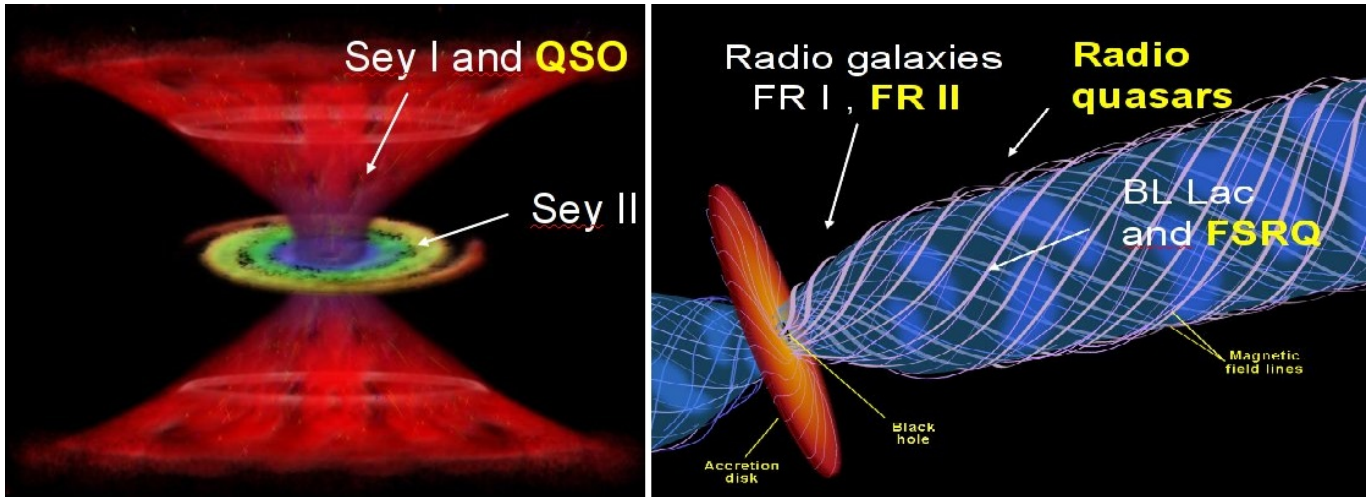 Sey I and QSO
Sey II
Radio galaxies
FR I , FR II
Radio
quasars
BL Lac
and FSRQ
Magnetic
field lines
Black
hole
Accretion
disk